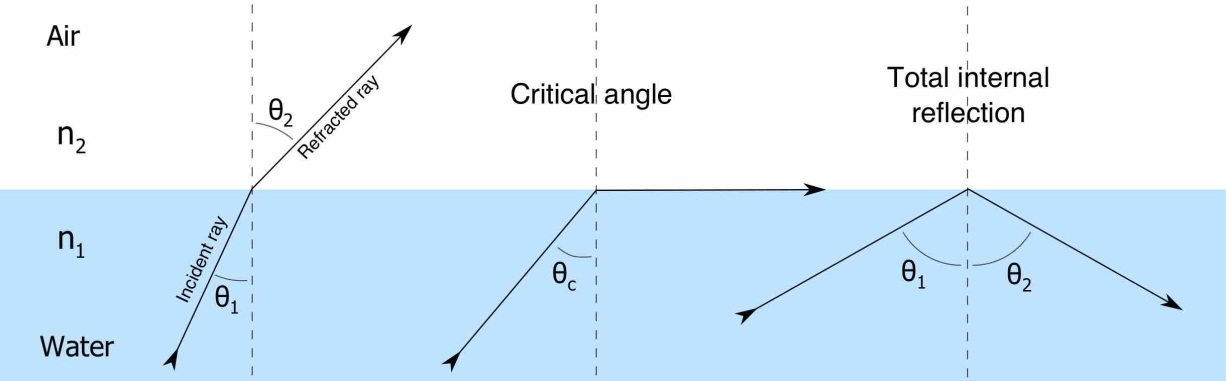 Air
n₂
n₁
Water
θ₂
Refracted ray
Incident ray
θ₁
Critical angle
θc
Total internal
reflection
θ₁
θ₂